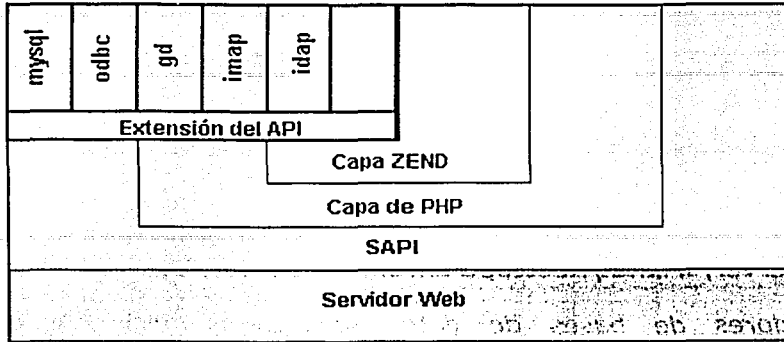 mysql
odbc
gd
imap
idap
Extensión del API
Capa ZEND
Capa de PHP
SAPI
Servidor Web